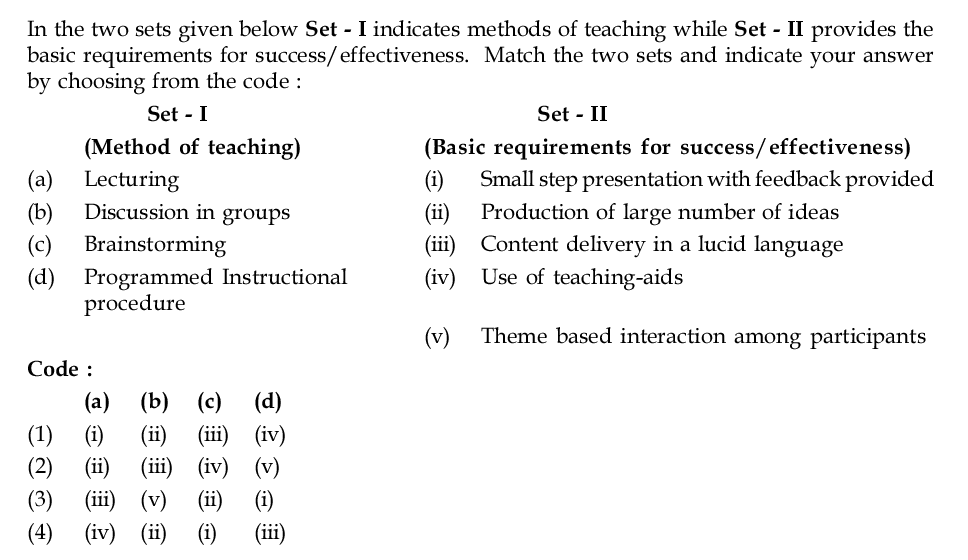 In the two sets given below Set - I indicates methods of teaching while Set - II provides the
basic requirements for success/effectiveness. Match the two sets and indicate your answer
by choosing from the code :
Set - I Set - II
(Method of teaching) (Basic requirements for success/effectiveness)
(a) Lecturing (i) Small step presentation with feedback provided
(b) Discussion in groups (ii) Production of large number of ideas
(c) Brainstorming (iii) Content delivery in a lucid language
(d) Programmed Instructional (iv) Use of teaching-aids
procedure
(v) Theme based interaction among participants
Code :
(a) (b) (c) (d)
(1) (i) (ii) (iii) (iv)
(2) (ii) (iii) (iv) (v)
(3) (iii) (v) (ii) (i)
(4) (iv) (ii) (i) (iii)